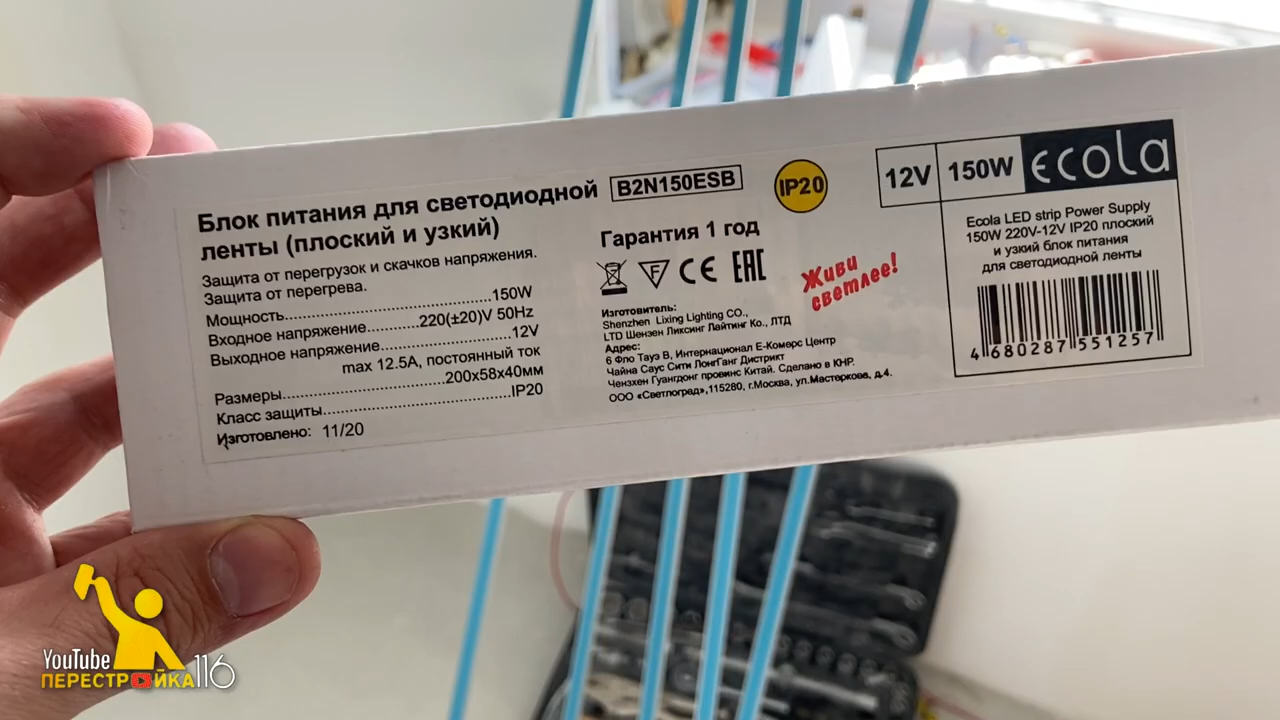 Блок питания для светодиодной
ленты (плоский и узкий)
B2N150ESB
IP20
Защита от перегрузок и скачков напряжения.
Защита от перегрева.
Мощность..........150W
Входное напряжение..........220(±20)V 50Hz
Выходное напряжение..........12V
max 12.5A, постоянный ток
Размеры..........200x58x40мм
Класс защиты..........IP20
Изготовлено: 11/20
Гарантия 1 год
F
CE
EAC
Живи
светлее!
Изготовитель:
Shenzhen Lixing Lighting CO.,
LTD Шензен Ликсинг Лайтинг Ко., ЛТД
Адрес:
6 Фло Тауэ В, Интернационал Е-Комерс Центр
Чайна Саус Сити ЛонгГанг Дистрикт
Чензхен Гуангдонг провинс Китай. Сделано в КНР.
ООО «Светлоград»,115280, г.Москва, ул.Мастеркова, д.4.
12V
150W
ecola
Ecola LED strip Power Supply
150W 220V-12V IP20 плоский
и узкий блок питания
для светодиодной ленты
4 680287 551257
YouTube
ПЕРЕСТРОЙКА116